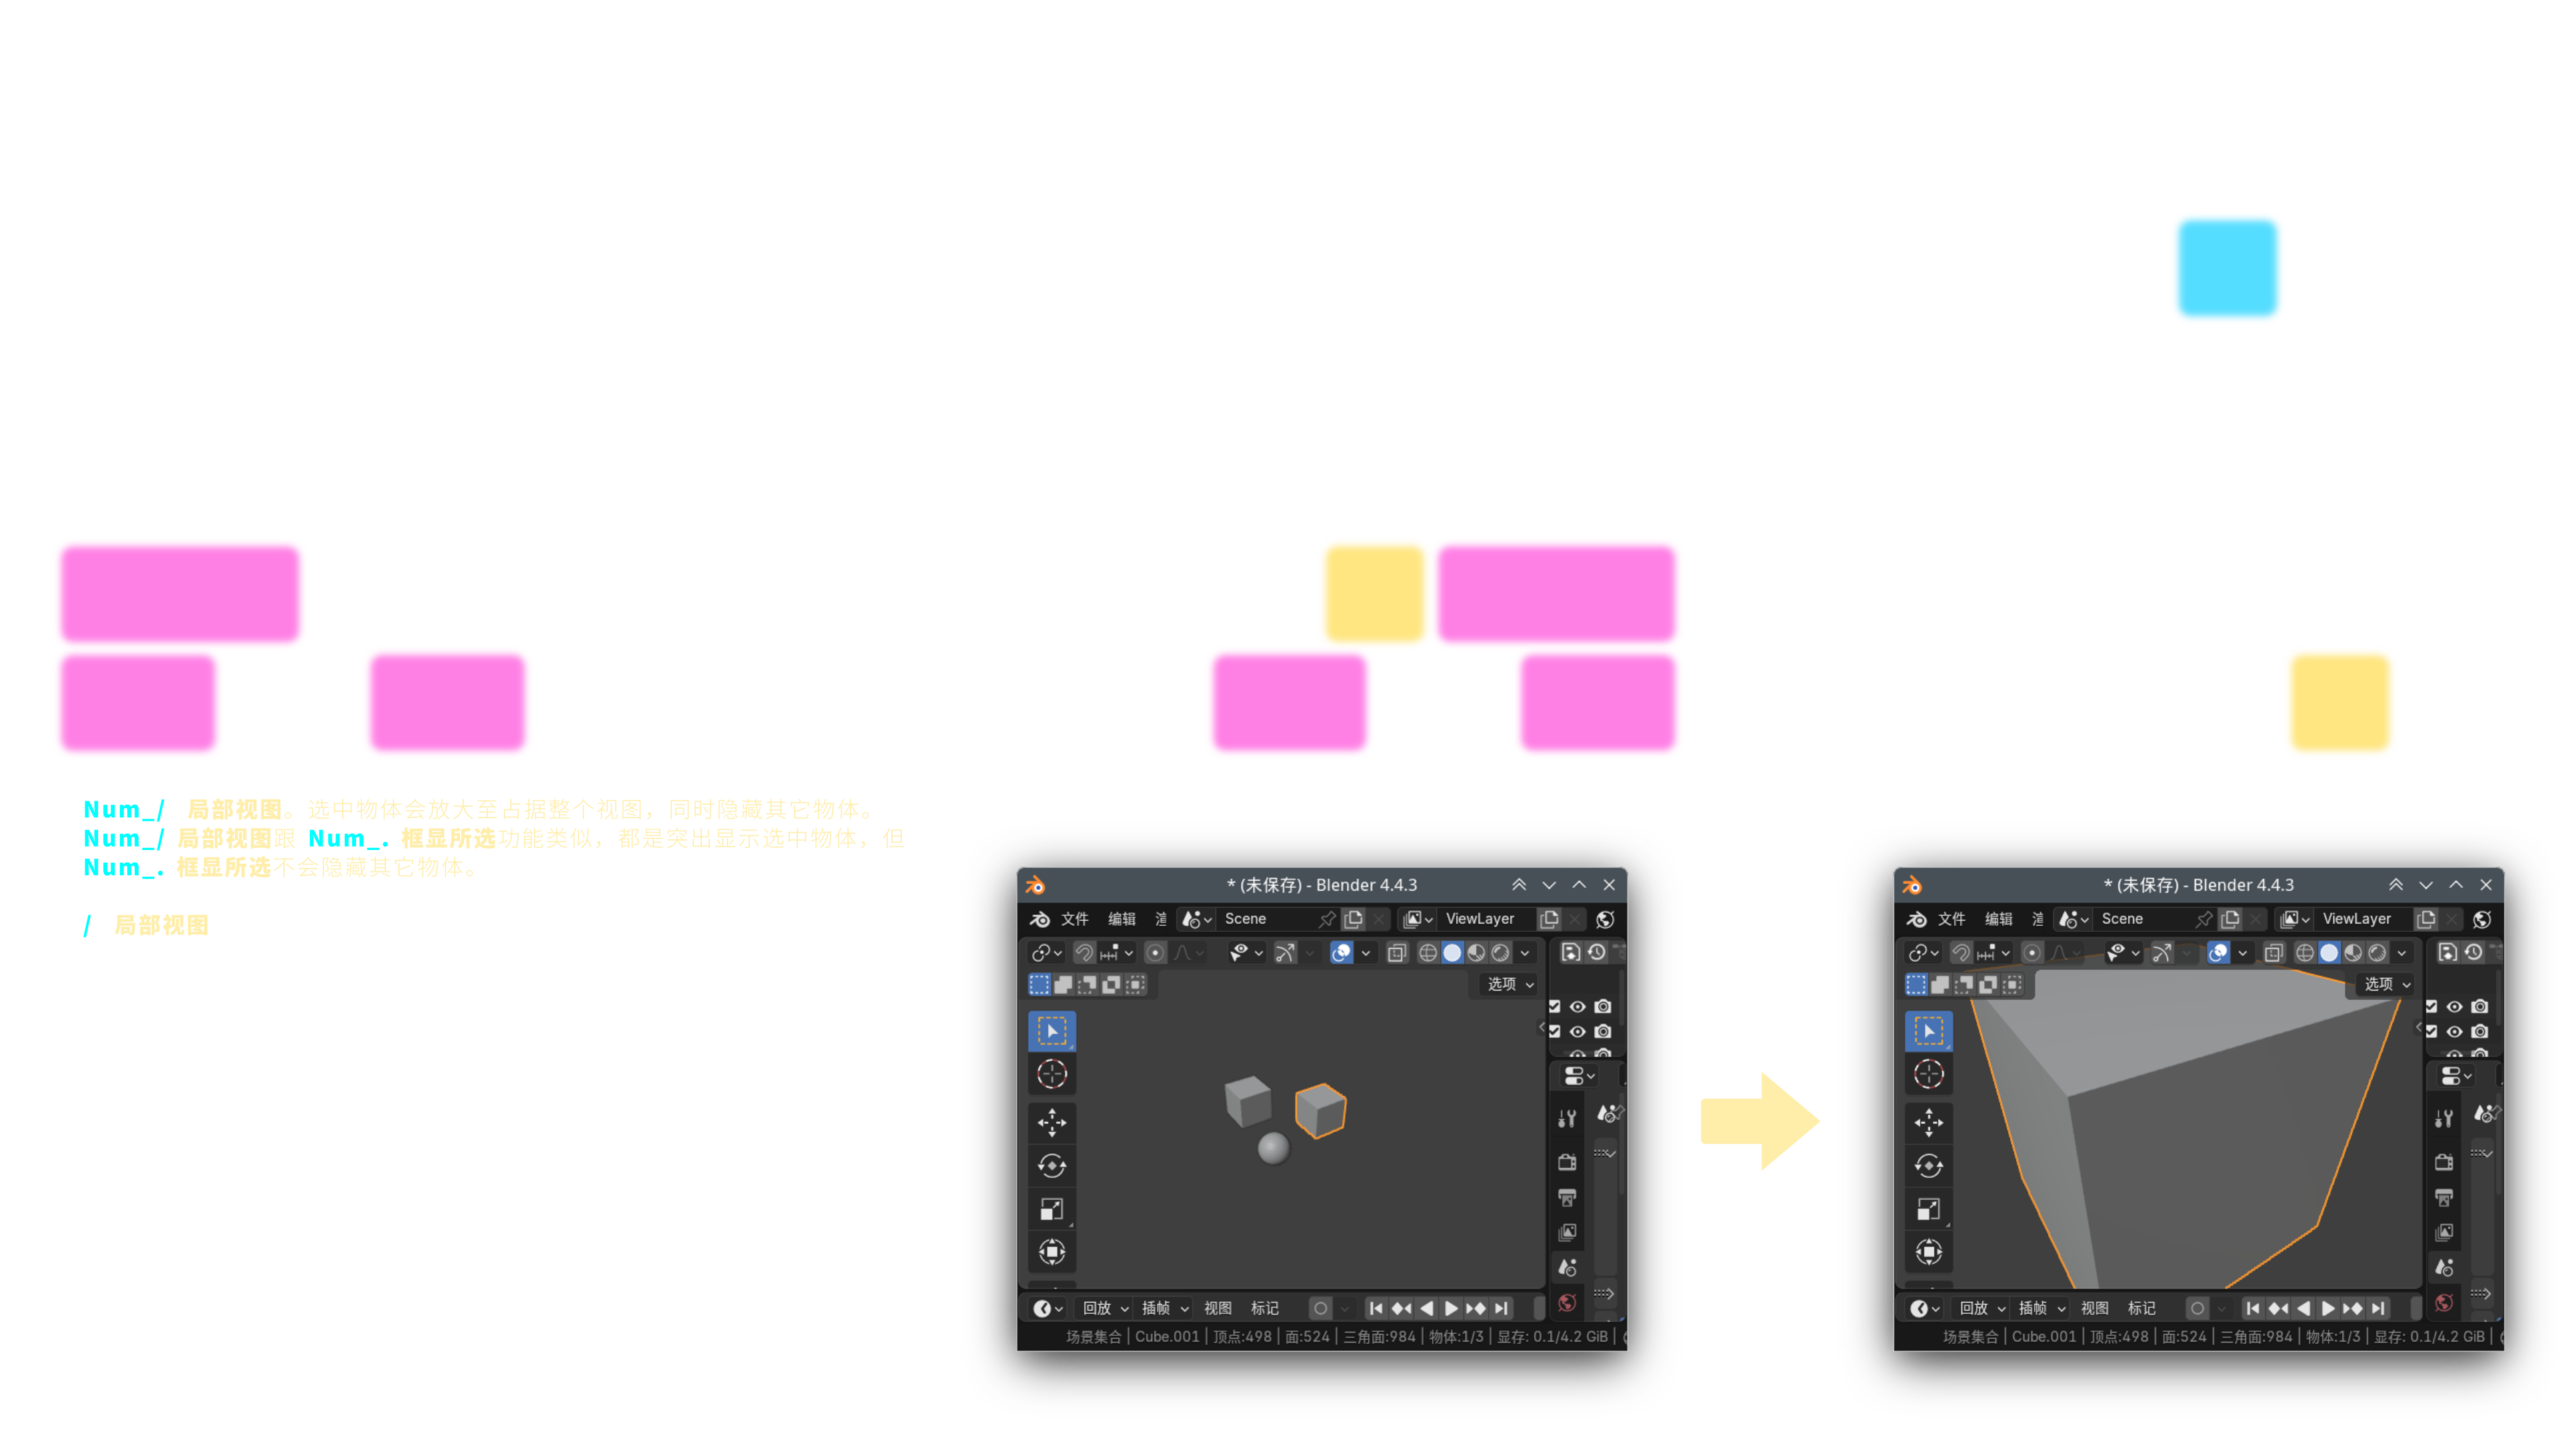 Num_/ 局部视图。选中物体会放大至占据整个视图，同时隐藏其它物体。
Num_/ 局部视图跟 Num_. 框显所选功能类似，都是突出显示选中物体，但
Num_. 框显所选不会隐藏其它物体。
/ 局部视图
* (未保存) - Blender 4.4.3
文件 编辑 Scene ViewLayer
选项
回放 插帧 视图 标记
场景集合 | Cube.001 | 顶点:498 | 面:524 | 三角面:984 | 物体:1/3 | 显存: 0.1/4.2 GiB |
* (未保存) - Blender 4.4.3
文件 编辑 Scene ViewLayer
选项
回放 插帧 视图 标记
场景集合 | Cube.001 | 顶点:498 | 面:524 | 三角面:984 | 物体:1/3 | 显存: 0.1/4.2 GiB |